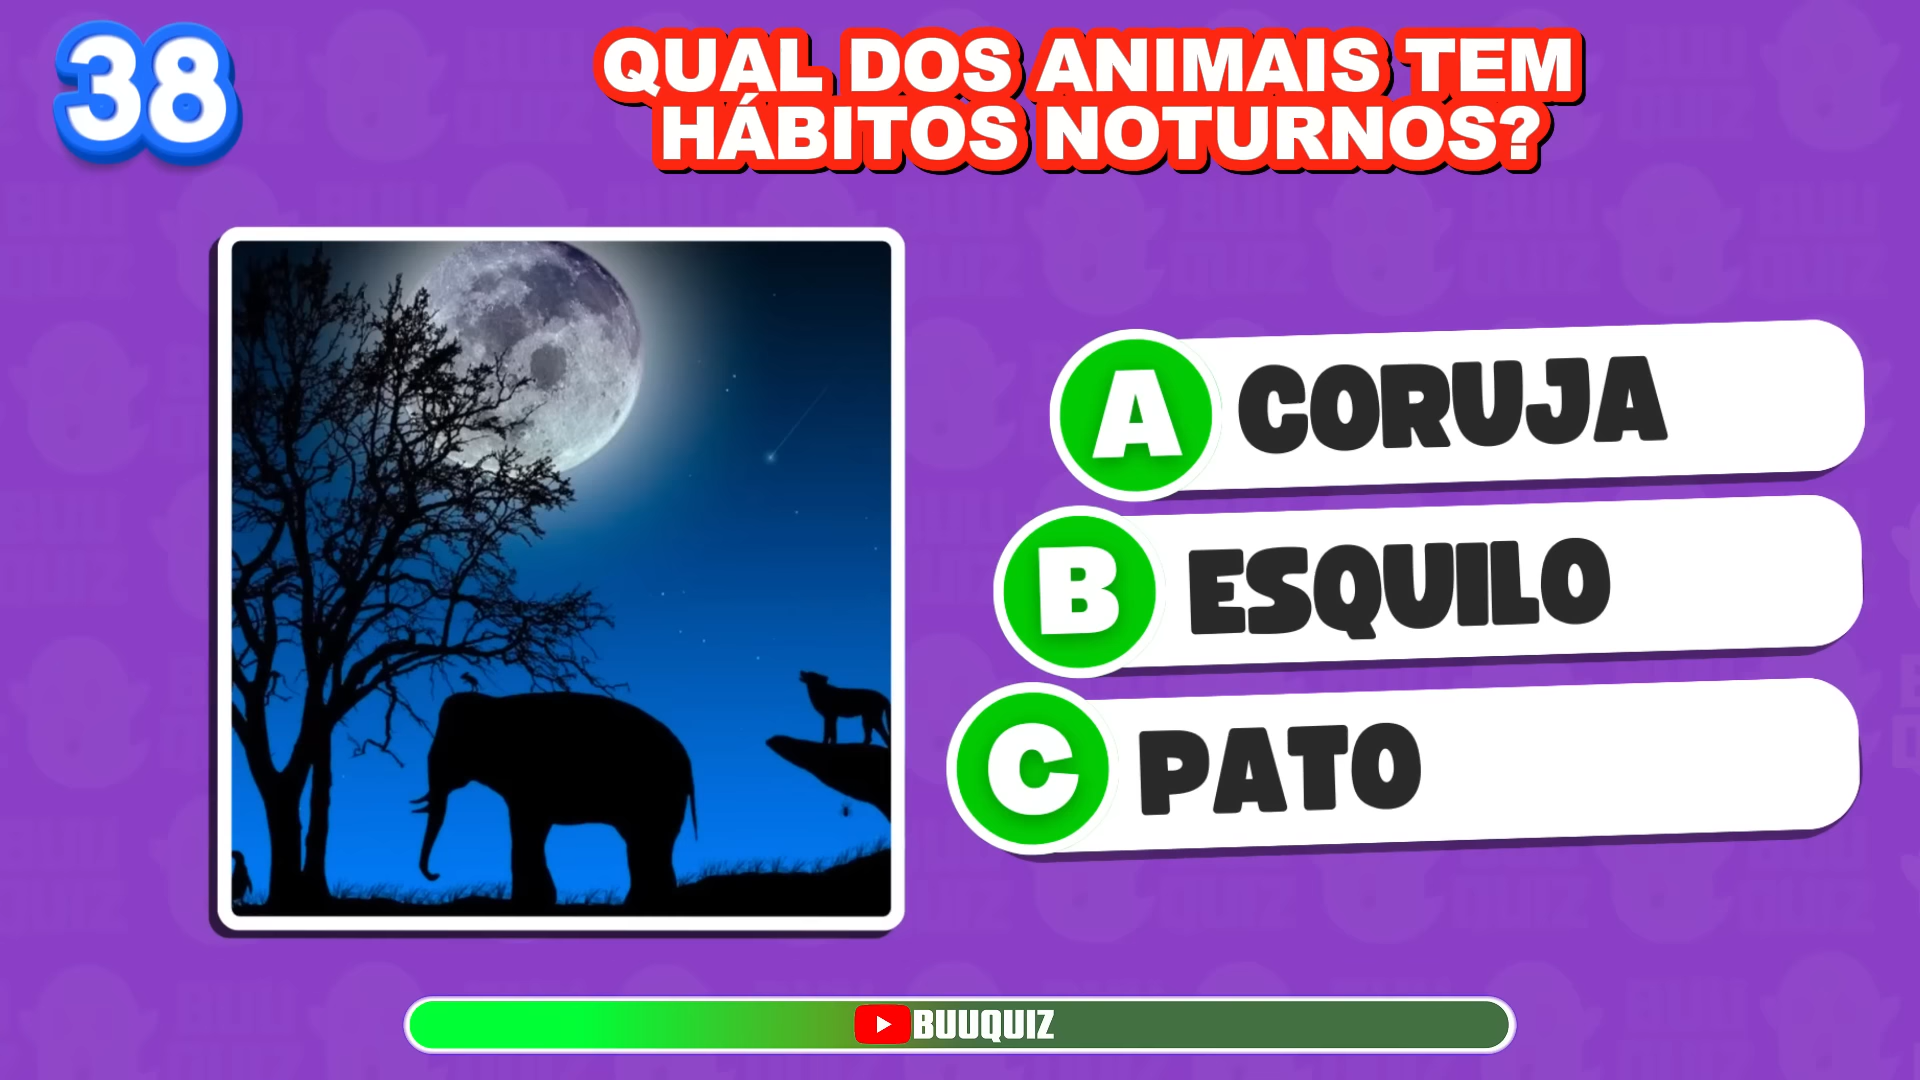 38
QUAL DOS ANIMAIS TEM
HÁBITOS NOTURNOS?
A CORUJA
B ESQUILO
C PATO
BUUQUIZ